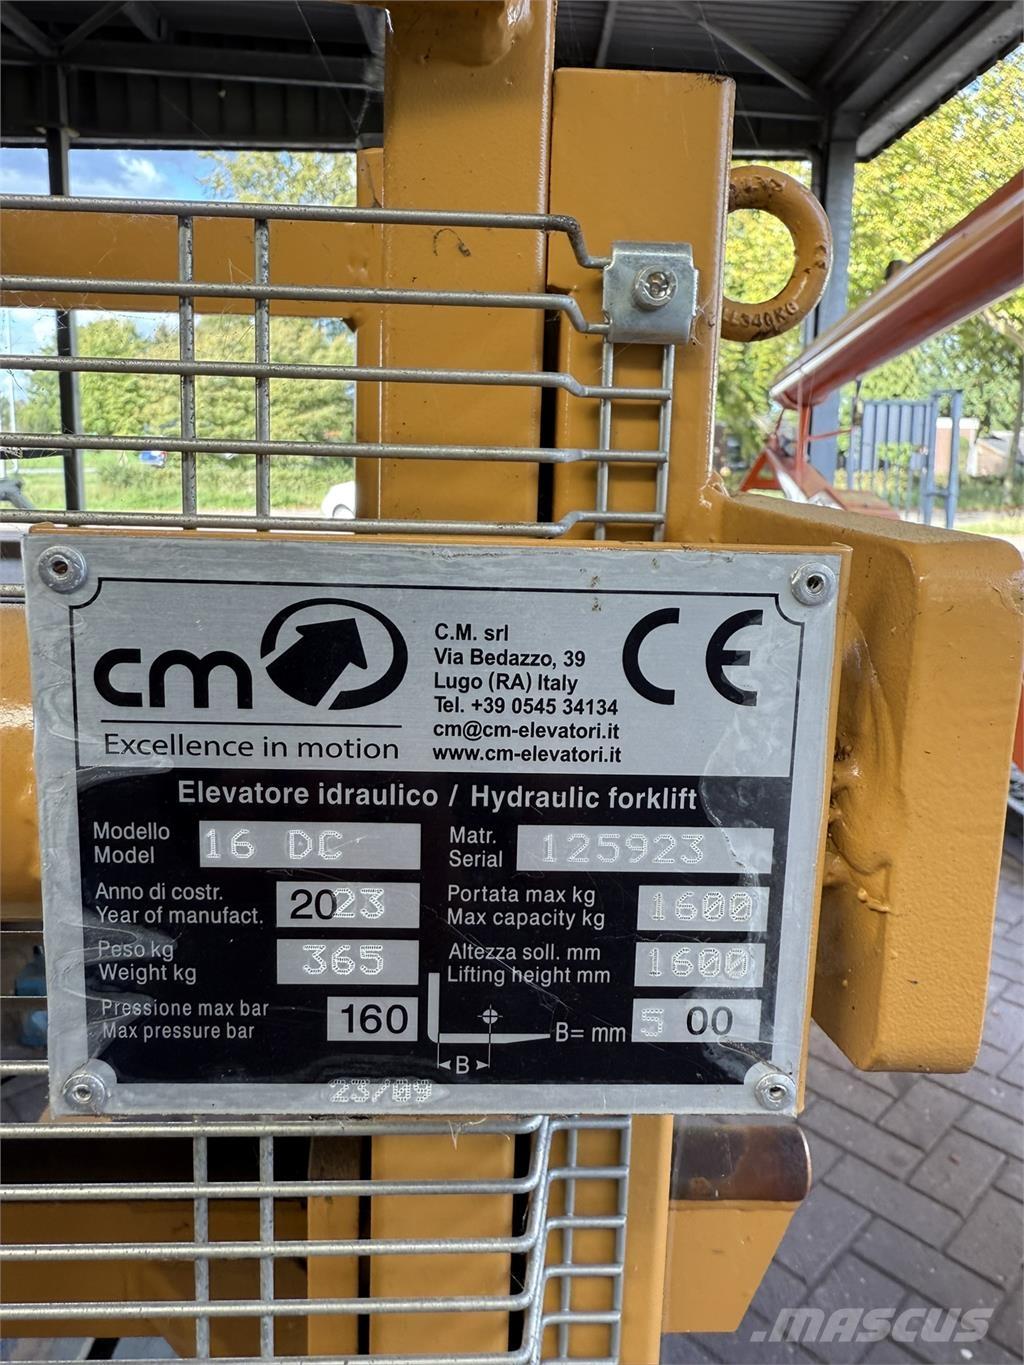 340KG
cm
Excellence in motion
C.M. srl
Via Bedazzo, 39
Lugo (RA) Italy
Tel. +39 0545 34134
cm@cm-elevatori.it
www.cm-elevatori.it
CE
Elevatore idraulico / Hydraulic forklift
Modello
Model
16 DC
Matr.
Serial
125923
Anno di costr.
Year of manufact.
2023
Portata max kg
Max capacity kg
1600
Peso kg
Weight kg
365
Altezza soll. mm
Lifting height mm
1600
Pressione max bar
Max pressure bar
160
B
B= mm
500
23/09
MASCUS